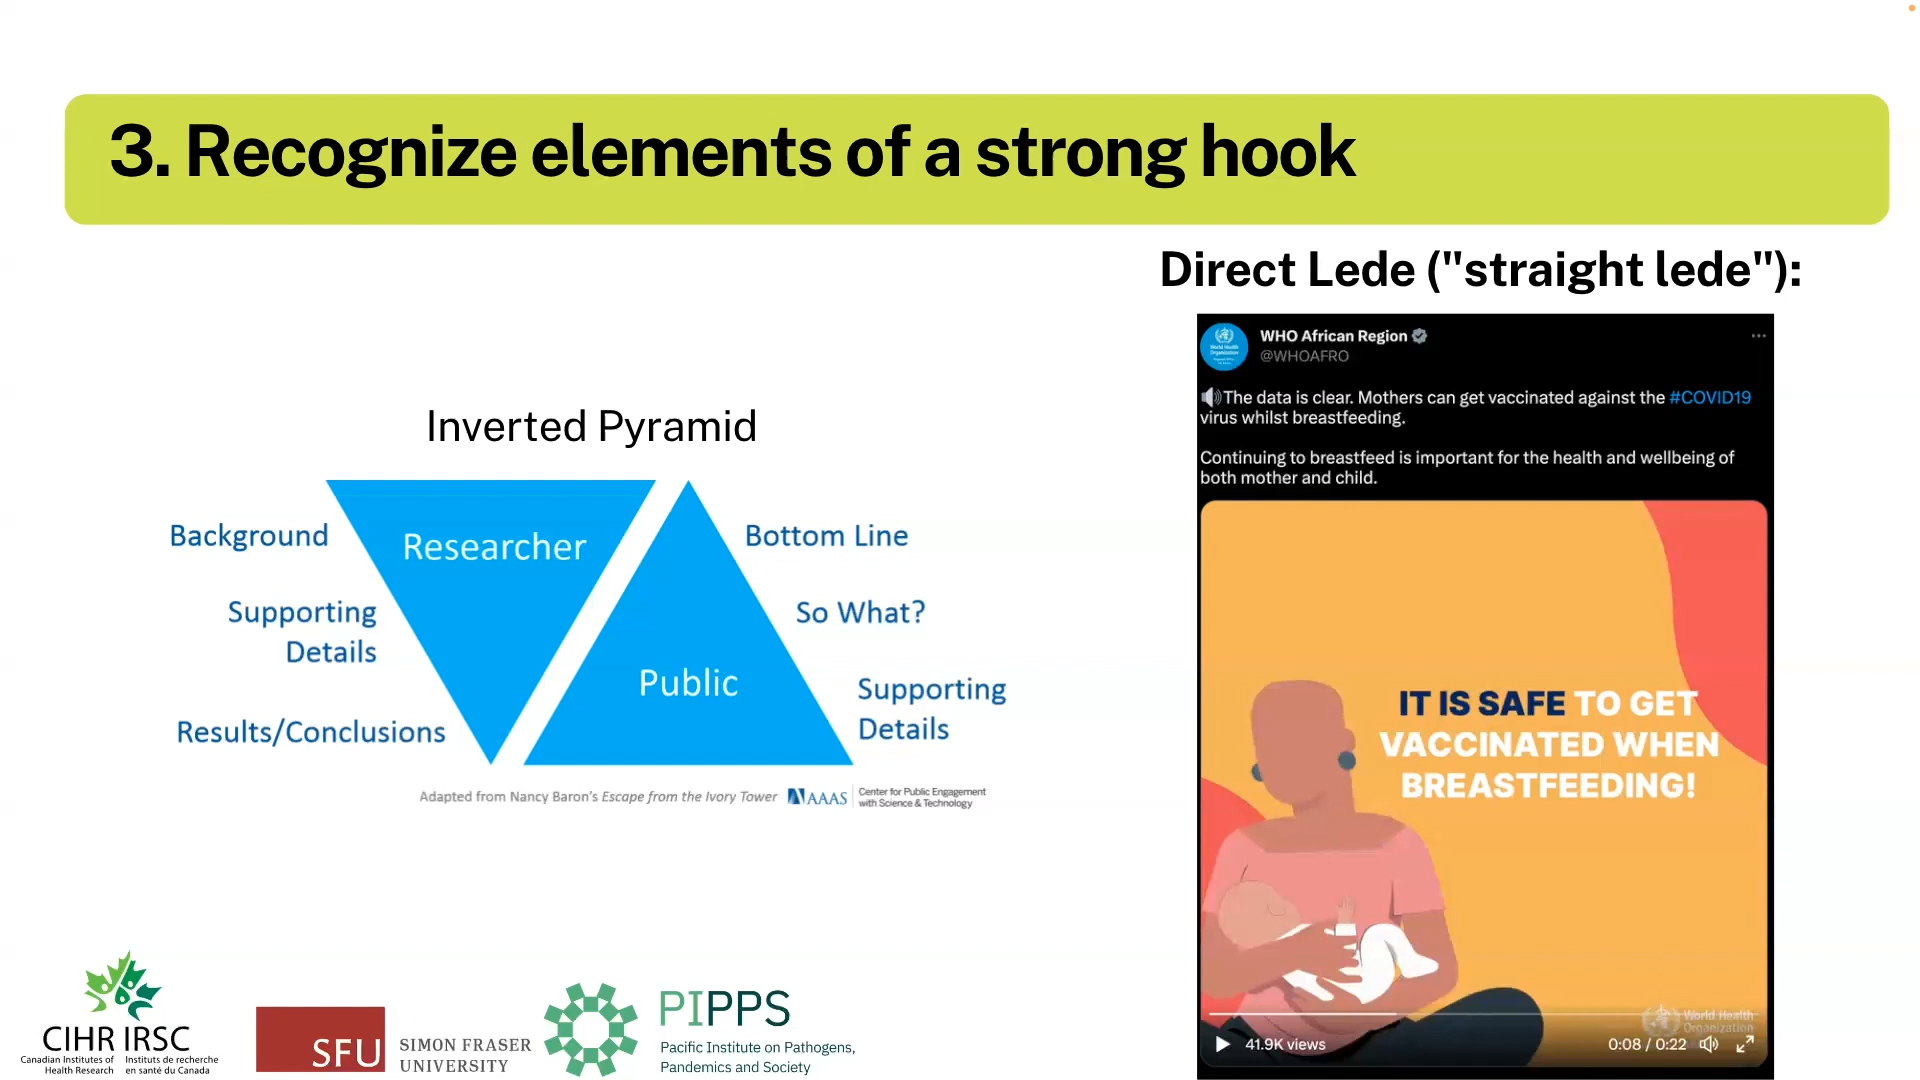 3. Recognize elements of a strong hook
Direct Lede ("straight lede"):
Inverted Pyramid
Background
Supporting
Details
Results/Conclusions
Researcher
Public
Bottom Line
So What?
Supporting
Details
Adapted from Nancy Baron's Escape from the Ivory Tower
AAAS
Center for Public Engagement
with Science & Technology
WHO African Region
@WHOAFRO
The data is clear. Mothers can get vaccinated against the #COVID19
virus whilst breastfeeding.
Continuing to breastfeed is important for the health and wellbeing of
both mother and child.
IT IS SAFE TO GET
VACCINATED WHEN
BREASTFEEDING!
World Health
Organization
41.9K views
0:08 / 0:22
CIHR IRSC
Canadian Institutes of
Health Research
Instituts de recherche
en santé du Canada
SFU
SIMON FRASER
UNIVERSITY
PIPPS
Pacific Institute on Pathogens,
Pandemics and Society